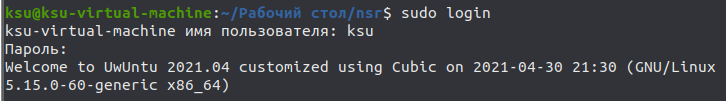 ksu@ksu-virtual-machine:~/Рабочий стол/nsr$ sudo login
ksu-virtual-machine имя пользователя: ksu
Пароль:
Welcome to UwUntu 2021.04 customized using Cubic on 2021-04-30 21:30 (GNU/Linux
5.15.0-60-generic x86_64)